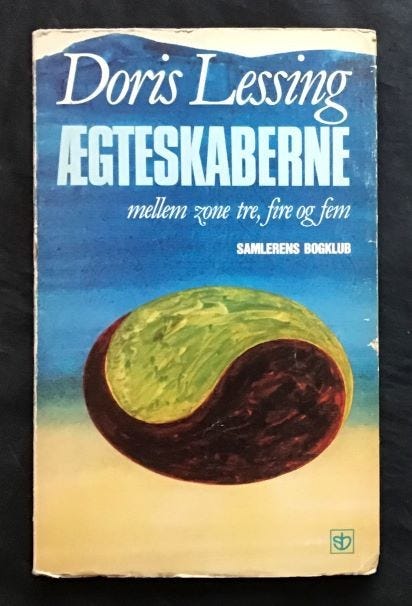 Doris Lessing
ÆGTESKABERNE
mellem zone tre, fire og fem
SAMLERENS BOGKLUB
sb